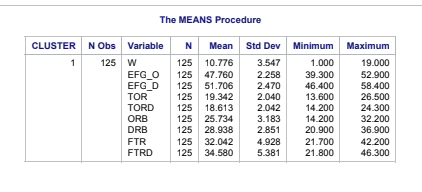 The MEANS Procedure
CLUSTER N Obs Variable N Mean Std Dev Minimum Maximum
1 125 W 125 10.776 3.547 1.000 19.000
EFG_O 125 47.760 2.258 39.300 52.900
EFG_D 125 51.706 2.470 46.400 58.400
TOR 125 19.342 2.040 13.600 26.500
TORD 125 18.613 2.042 14.200 24.300
ORB 125 25.734 3.183 14.200 32.200
DRB 125 28.938 2.851 20.900 36.900
FTR 125 32.042 4.928 21.700 42.200
FTRD 125 34.580 5.381 21.800 46.300